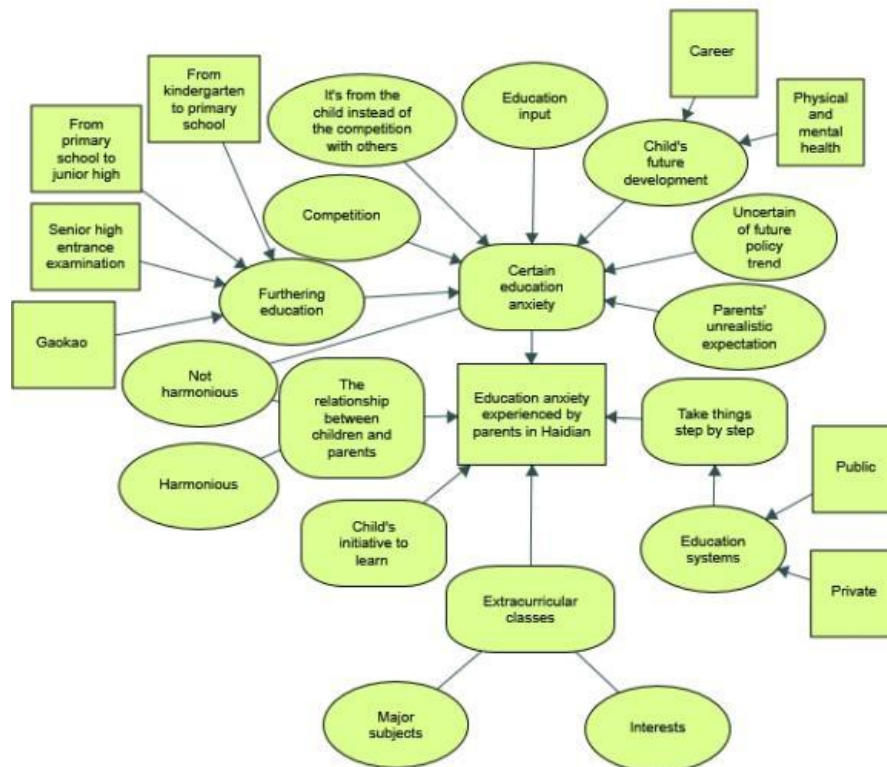 Career
From
kindergarten
to primary
school
It's from the
child instead of
the competition
with others
Education
input
Physical
and
mental
health
From
primary
school to
junior high
Child's
future
development
Competition
Uncertain
of future
policy
trend
Senior high
entrance
examination
Certain
education
anxiety
Furthering
education
Parents'
unrealistic
expectation
Gaokao
Not
harmonious
The
relationship
between
children and
parents
Education anxiety
experienced by
parents in Haidian
Take things
step by step
Public
Harmonious
Child's
initiative to
learn
Education
systems
Private
Extracurricular
classes
Major
subjects
Interests